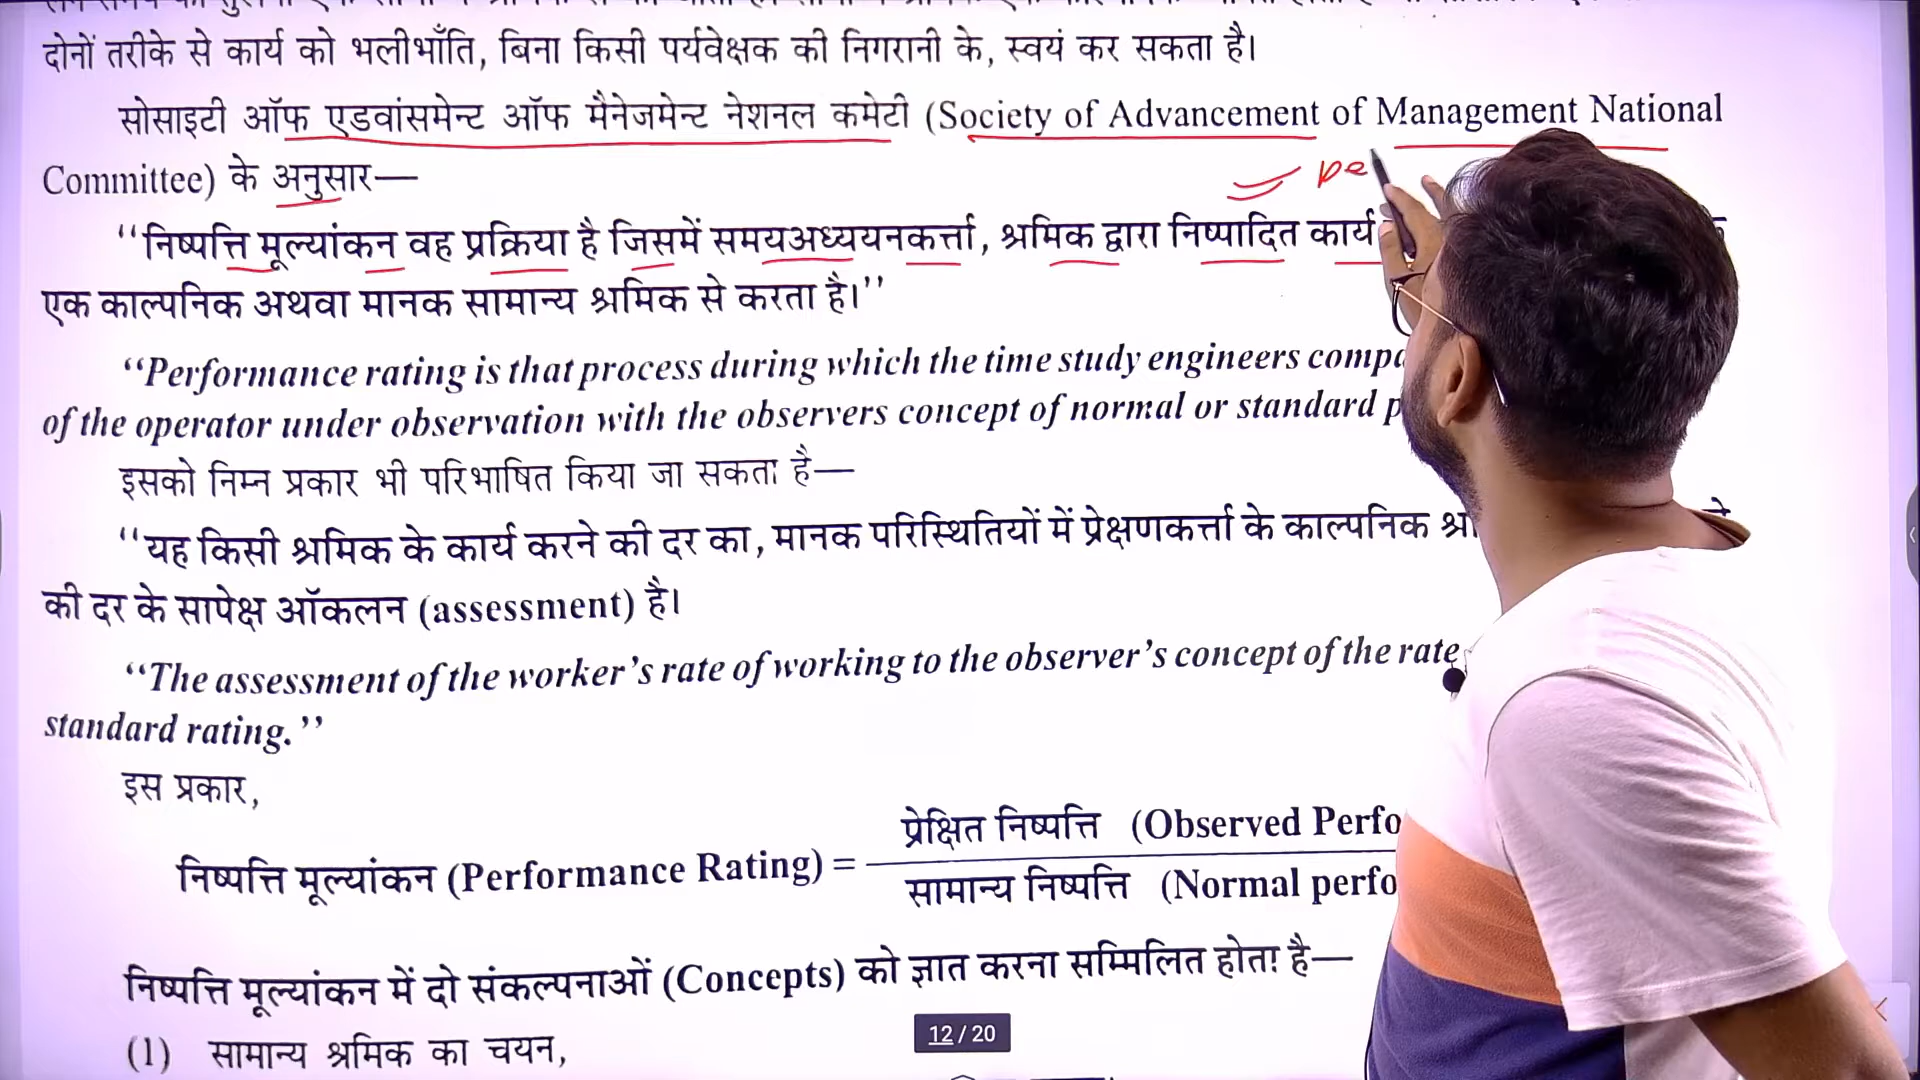 दोनों तरीके से कार्य को भलीभाँति, बिना किसी पर्यवेक्षक की निगरानी के, स्वयं कर सकता है।
सोसाइटी ऑफ एडवांसमेन्ट ऑफ मैनेजमेन्ट नेशनल कमेटी (Society of Advancement of Management National
Committee) के अनुसार—
pe
‘‘निष्पत्ति मूल्यांकन वह प्रक्रिया है जिसमें समयअध्ययनकर्त्ता, श्रमिक द्वारा निष्पादित कार्य
एक काल्पनिक अथवा मानक सामान्य श्रमिक से करता है।’’
‘‘Performance rating is that process during which the time study engineers
of the operator under observation with the observers concept of normal or standard
इसको निम्न प्रकार भी परिभाषित किया जा सकता है—
‘‘यह किसी श्रमिक के कार्य करने की दर का, मानक परिस्थितियों में प्रेक्षणकर्त्ता के काल्पनिक
की दर के सापेक्ष ऑकलन (assessment) है।
‘‘The assessment of the worker’s rate of working to the observer’s concept of the rate
standard rating.’’
इस प्रकार,
प्रेक्षित निष्पत्ति (Observed Perfo
निष्पत्ति मूल्यांकन (Performance Rating) =
सामान्य निष्पत्ति (Normal perfo
निष्पत्ति मूल्यांकन में दो संकल्पनाओं (Concepts) को ज्ञात करना सम्मिलित होता है—
(1) सामान्य श्रमिक का चयन,
12 / 20